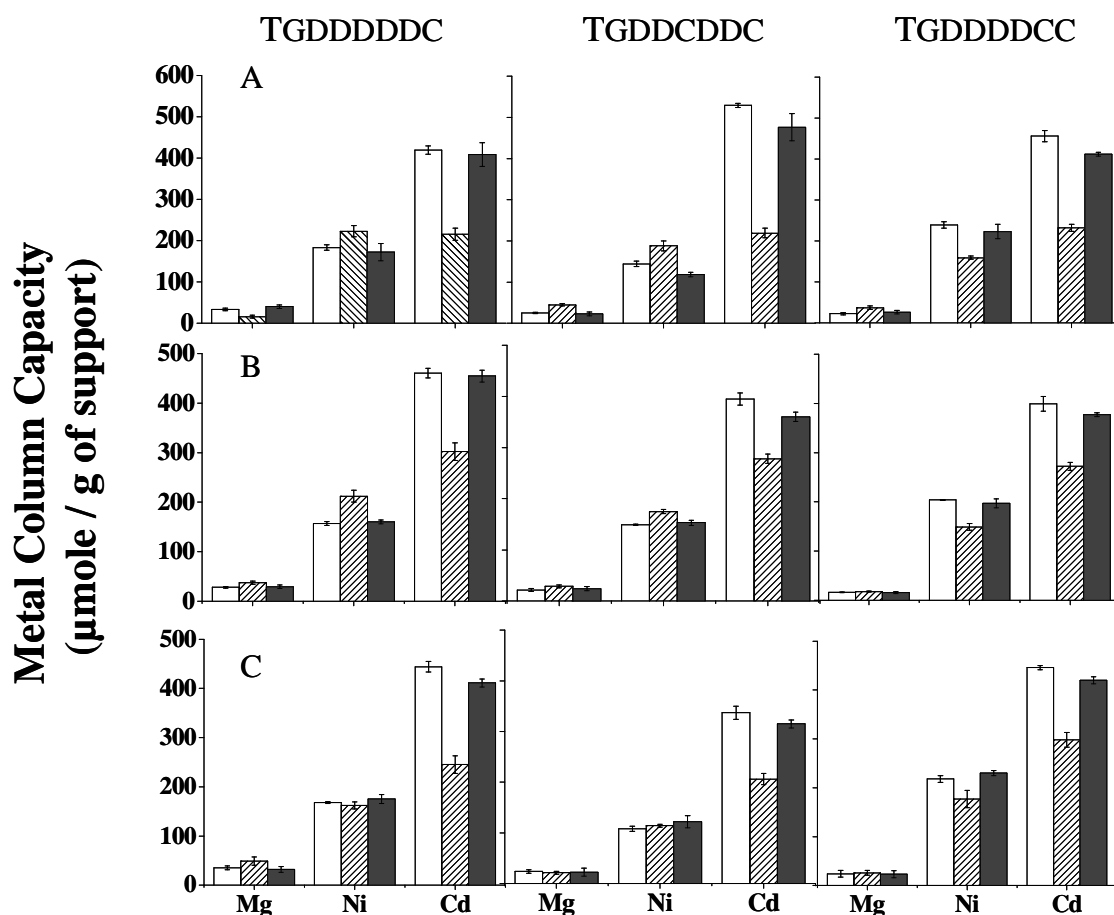 TGDDDDDC TGDDCDDC TGDDDDCC
Metal Column Capacity
(µmole / g of support)
A
600
500
400
300
200
100
0
B
500
400
300
200
100
0
C
500
400
300
200
100
0
Mg Ni Cd Mg Ni Cd Mg Ni Cd